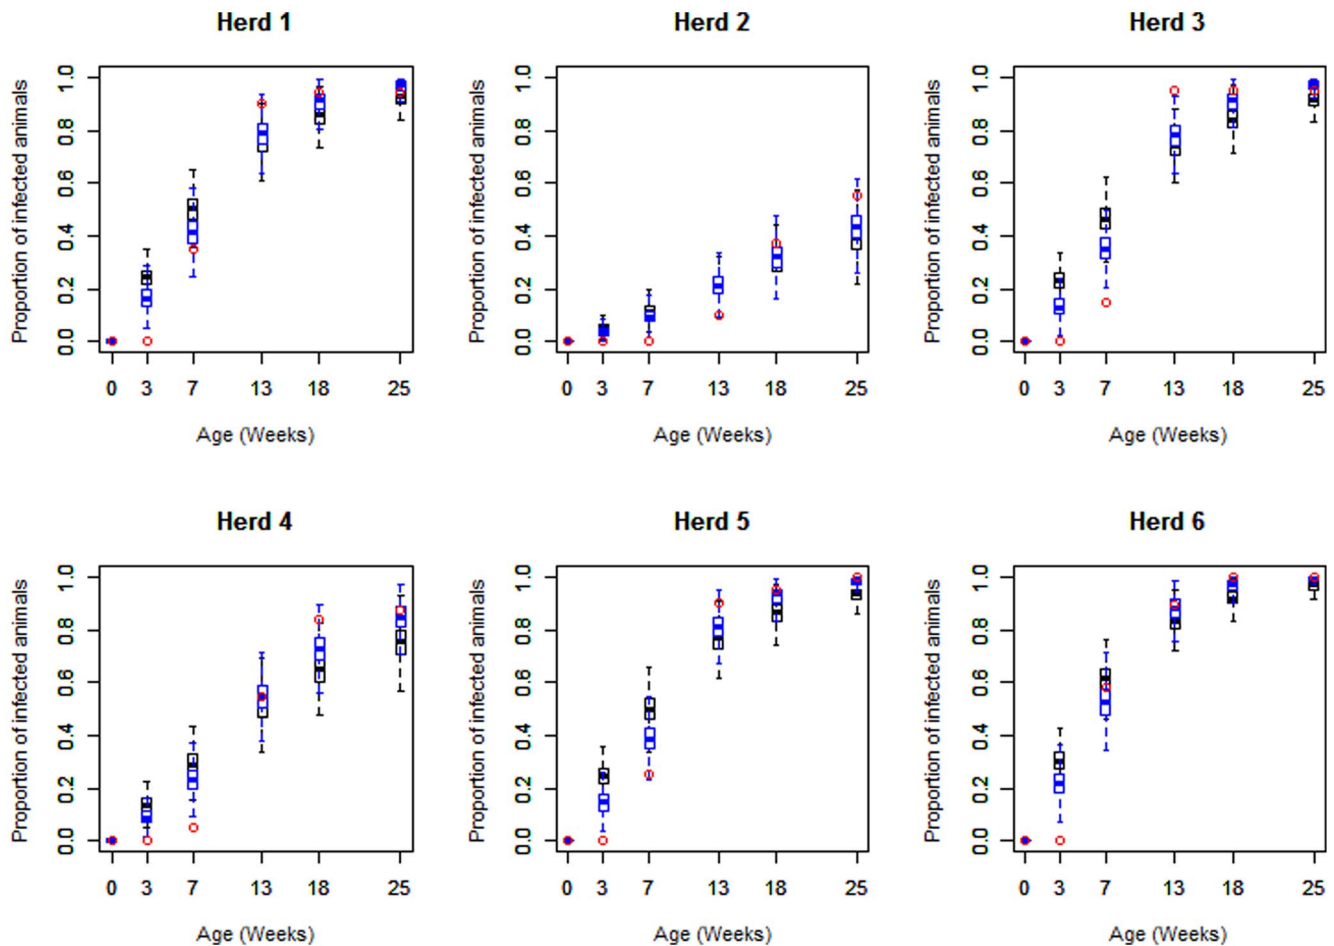 Herd 1
Proportion of infected animals
0.0 0.2 0.4 0.6 0.8 1.0
0 3 7 13 18 25
Age (Weeks)
Herd 2
Proportion of infected animals
0.0 0.2 0.4 0.6 0.8 1.0
0 3 7 13 18 25
Age (Weeks)
Herd 3
Proportion of infected animals
0.0 0.2 0.4 0.6 0.8 1.0
0 3 7 13 18 25
Age (Weeks)
Herd 4
Proportion of infected animals
0.0 0.2 0.4 0.6 0.8 1.0
0 3 7 13 18 25
Age (Weeks)
Herd 5
Proportion of infected animals
0.0 0.2 0.4 0.6 0.8 1.0
0 3 7 13 18 25
Age (Weeks)
Herd 6
Proportion of infected animals
0.0 0.2 0.4 0.6 0.8 1.0
0 3 7 13 18 25
Age (Weeks)